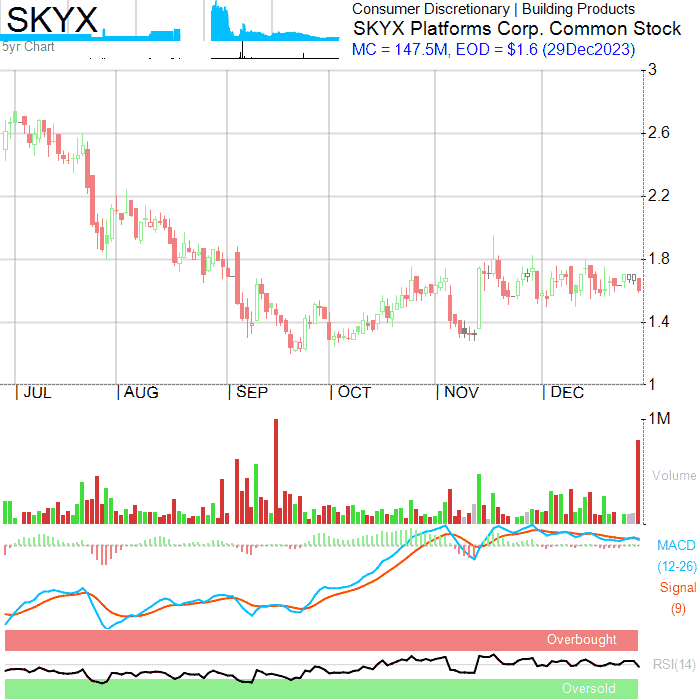 SKYX
5yr Chart
Consumer Discretionary | Building Products
SKYX Platforms Corp. Common Stock
MC = 147.5M, EOD = $1.6 (29Dec2023)
3
2.6
2.2
1.8
1.4
1
JUL AUG SEP OCT NOV DEC
1M
Volume
MACD
(12-26)
Signal
(9)
Overbought
RSI(14)
Oversold